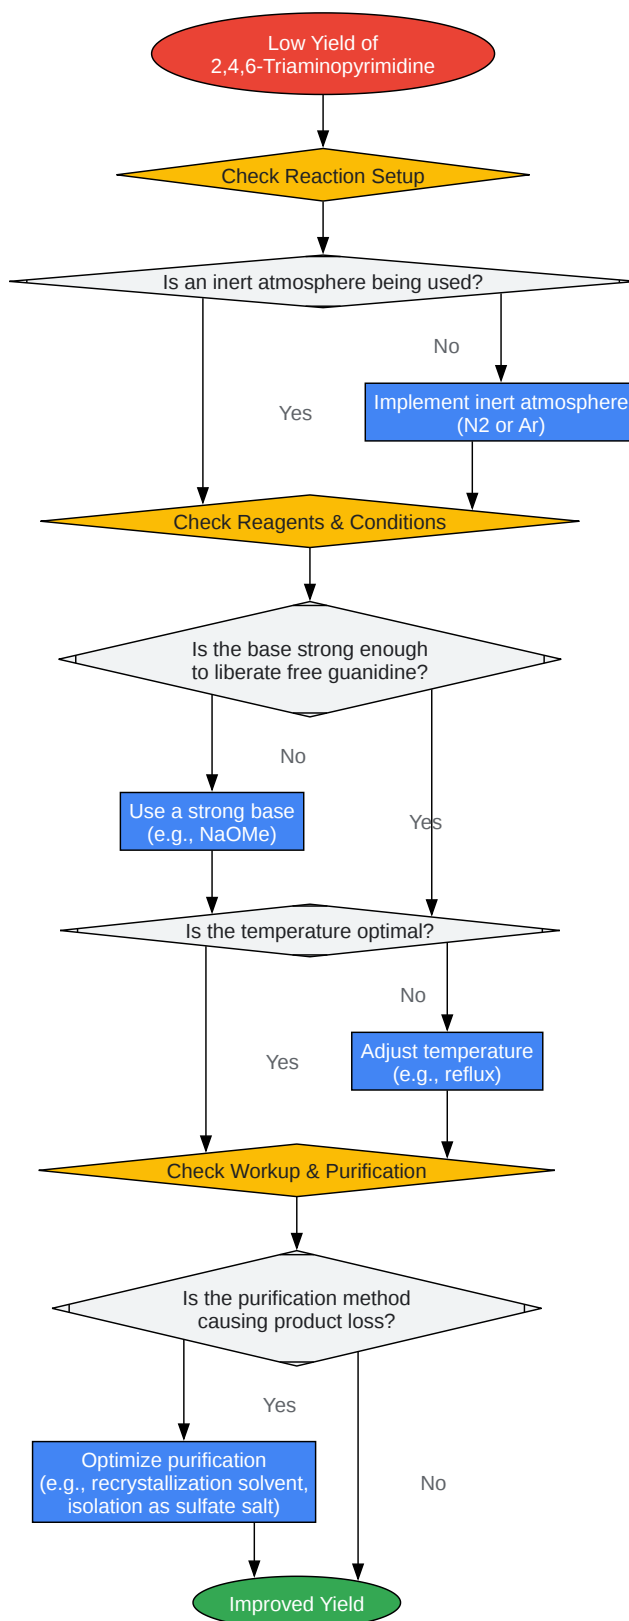 Low Yield of
2,4,6-Triaminopyrimidine
Check Reaction Setup
Is an inert atmosphere being used?
No
Implement inert atmosphere
(N2 or Ar)
Yes
Check Reagents & Conditions
Is the base strong enough
to liberate free guanidine?
No
Use a strong base
(e.g., NaOMe)
Yes
Is the temperature optimal?
No
Adjust temperature
(e.g., reflux)
Yes
Check Workup & Purification
Is the purification method
causing product loss?
Yes
Optimize purification
(e.g., recrystallization solvent,
isolation as sulfate salt)
No
Improved Yield